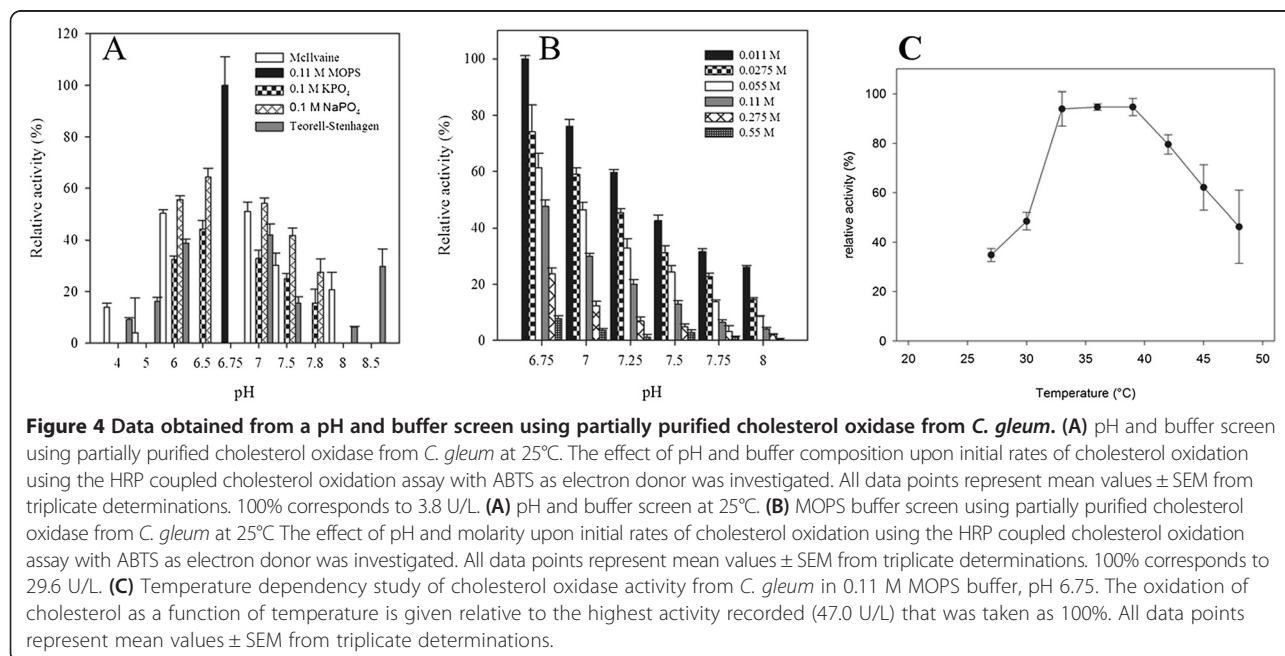 A
McIlvaine
0.11 M MOPS
0.1 M KPO₄
0.1 M NaPO₄
Teorell-Stenhagen
Relative activity (%)
120
100
80
60
40
20
0
4 5 6 6.5 6.75 7 7.5 7.8 8 8.5
pH
B
0.011 M
0.0275 M
0.055 M
0.11 M
0.275 M
0.55 M
Relative activity (%)
100
80
60
40
20
0
6.75 7 7.25 7.5 7.75 8
pH
C
relative activity (%)
100
80
60
40
20
0
20 25 30 35 40 45 50
Temperature (°C)
Figure 4 Data obtained from a pH and buffer screen using partially purified cholesterol oxidase from C. gleum. (A) pH and buffer screen
using partially purified cholesterol oxidase from C. gleum at 25°C. The effect of pH and buffer composition upon initial rates of cholesterol oxidation
using the HRP coupled cholesterol oxidation assay with ABTS as electron donor was investigated. All data points represent mean values ± SEM from
triplicate determinations. 100% corresponds to 3.8 U/L. (A) pH and buffer screen at 25°C. (B) MOPS buffer screen using partially purified cholesterol
oxidase from C. gleum at 25°C The effect of pH and molarity upon initial rates of cholesterol oxidation using the HRP coupled cholesterol oxidation
assay with ABTS as electron donor was investigated. All data points represent mean values ± SEM from triplicate determinations. 100% corresponds to
29.6 U/L. (C) Temperature dependency study of cholesterol oxidase activity from C. gleum in 0.11 M MOPS buffer, pH 6.75. The oxidation of
cholesterol as a function of temperature is given relative to the highest activity recorded (47.0 U/L) that was taken as 100%. All data points
represent mean values ± SEM from triplicate determinations.